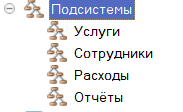 Подсистемы
Услуги
Сотрудники
Расходы
Отчёты